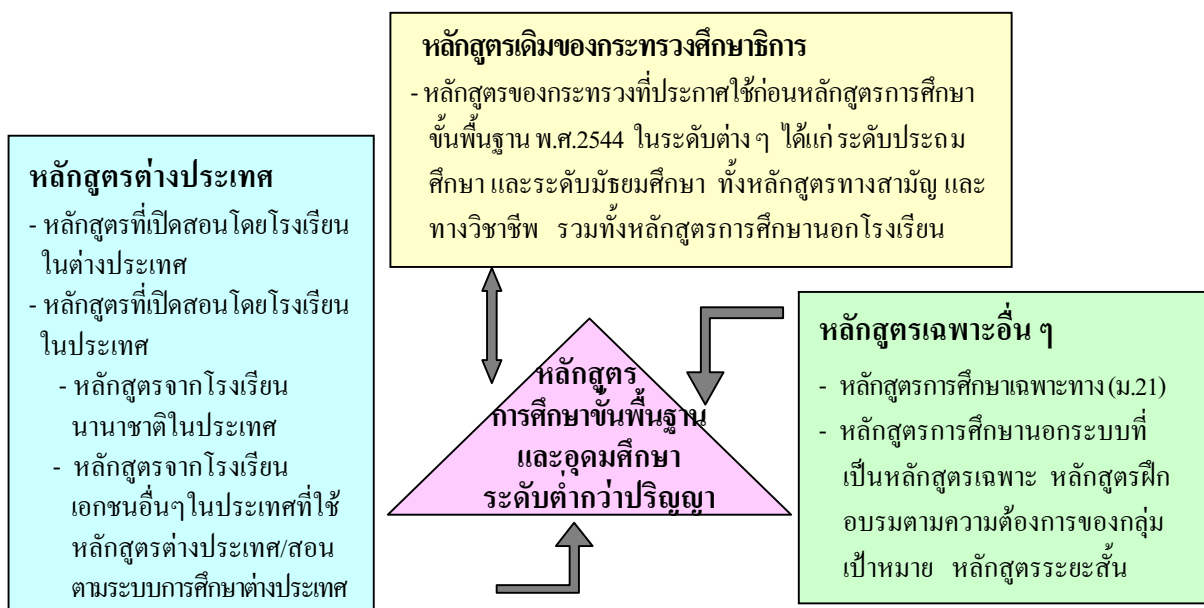 หลักสูตรเดิมของกระทรวงศึกษาธิการ
- หลักสูตรของกระทรวงที่ประกาศใช้ก่อนหลักสูตรการศึกษา
ขั้นพื้นฐาน พ.ศ.2544 ในระดับต่าง ๆ ได้แก่ ระดับประถม
ศึกษา และระดับมัธยมศึกษา ทั้งหลักสูตรทางสามัญ และ
ทางวิชาชีพ รวมทั้งหลักสูตรการศึกษานอกโรงเรียน
หลักสูตรต่างประเทศ
- หลักสูตรที่เปิดสอนโดยโรงเรียน
ในต่างประเทศ
- หลักสูตรที่เปิดสอนโดยโรงเรียน
ในประเทศ
- หลักสูตรจากโรงเรียน
นานาชาติในประเทศ
- หลักสูตรจากโรงเรียน
เอกชนอื่นๆในประเทศที่ใช้
หลักสูตรต่างประเทศ/สอน
ตามระบบการศึกษาต่างประเทศ
หลักสูตร
การศึกษาขั้นพื้นฐาน
และอุดมศึกษา
ระดับต่ำกว่าปริญญา
หลักสูตรเฉพาะอื่น ๆ
- หลักสูตรการศึกษาเฉพาะทาง (ม.21)
- หลักสูตรการศึกษานอกระบบที่
เป็นหลักสูตรเฉพาะ หลักสูตรฝึก
อบรมตามความต้องการของกลุ่ม
เป้าหมาย หลักสูตรระยะสั้น